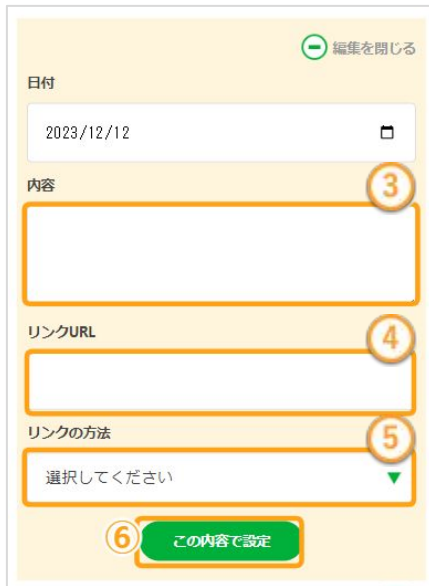 編集を閉じる
日付
2023/12/12
内容
③
リンクURL
④
リンクの方法
⑤
選択してください
⑥ この内容で設定